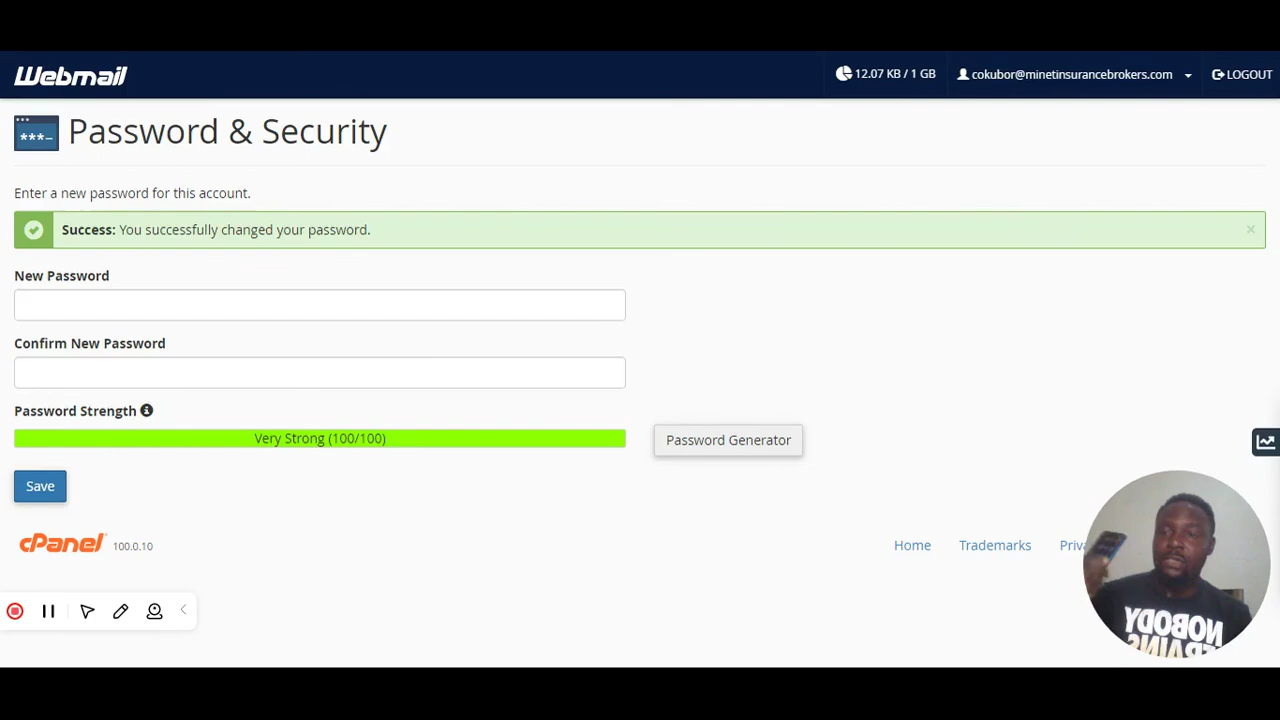 Webmail
12.07 KB / 1 GB
cokubor@minetinsurancebrokers.com
LOGOUT
***–
Password & Security
Enter a new password for this account.
Success: You successfully changed your password.
×
New Password
Confirm New Password
Password Strength
Very Strong (100/100)
Password Generator
Save
cPanel
100.0.10
Home
Trademarks
NOBODY